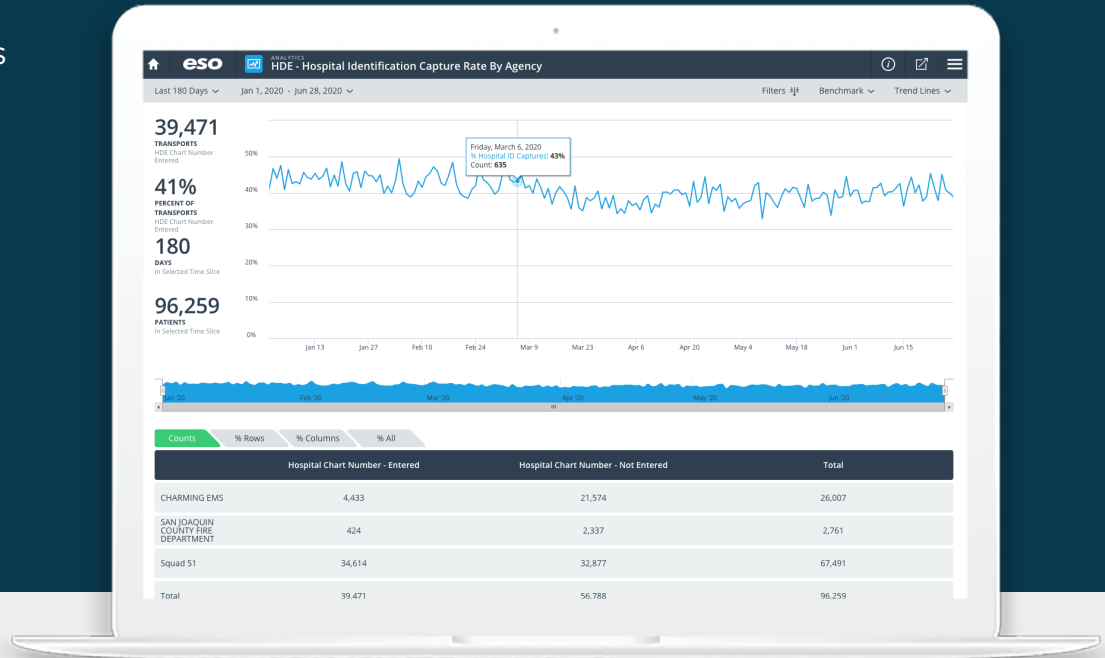 s
eso
ANALYTICS
HDE - Hospital Identification Capture Rate By Agency
Last 180 Days Jan 1, 2020 - Jun 28, 2020 Filters Benchmark Trend Lines
39,471
TRANSPORTS
HDE Chart Number
Entered
41%
PERCENT OF
TRANSPORTS
HDE Chart Number
Entered
180
DAYS
In Selected Time Slice
96,259
PATIENTS
In Selected Time Slice
Friday, March 6, 2020
% Hospital ID Captures: 43%
Count: 635
50%
40%
30%
20%
10%
0%
Jan 13 Jan 27 Feb 10 Feb 24 Mar 9 Mar 23 Apr 6 Apr 20 May 4 May 18 Jun 1 Jun 15
Jan '20 Feb '20 Mar '20 Apr '20 May '20 Jun '20
Counts % Rows % Columns % All
Hospital Chart Number - Entered Hospital Chart Number - Not Entered Total
CHARMING EMS 4,433 21,574 26,007
SAN JOAQUIN
COUNTY FIRE
DEPARTMENT
424 2,337 2,761
Squad 51 34,614 32,877 67,491
Total 39,471 56,788 96,259